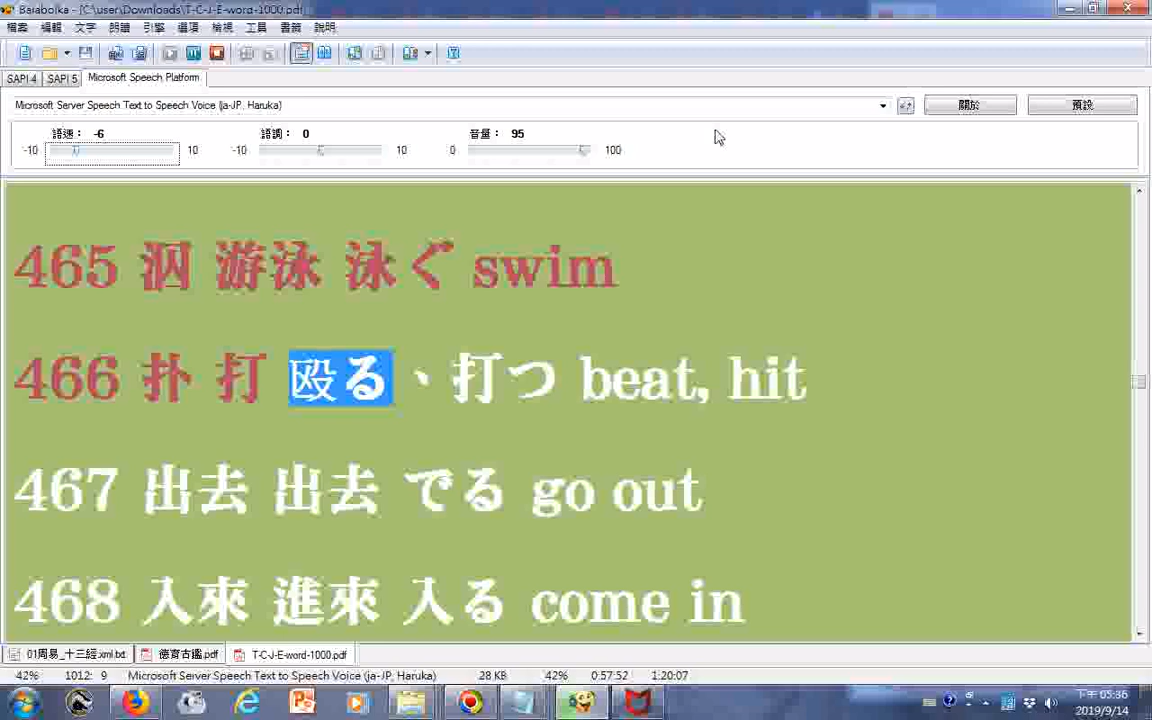 Balabolka - [C:\user\Downloads\T-C-J-E-word-1000.pdf]
檔案 編輯 文字 朗讀 引擎 選項 檢視 工具 書籤 說明
SAPI 4 SAPI 5 Microsoft Speech Platform
Microsoft Server Speech Text to Speech Voice (ja-JP, Haruka) 關於 預設
語速： -6 語調： 0 音量： 95
-10 10 -10 10 0 100
465 泅 游泳 泳ぐ swim
466 扑 打 殴る、打つ beat, hit
467 出去 出去 でる go out
468 入來 進來 入る come in
01周易_十三經.xml.txt 德育古鑑.pdf T-C-J-E-word-1000.pdf
42% 1012: 9 Microsoft Server Speech Text to Speech Voice (ja-JP, Haruka) 28 KB 42% 0:57:52 1:20:07
下午 05:36
2019/9/14